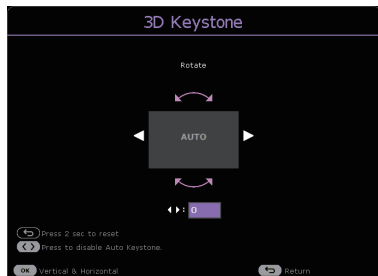 3D Keystone
Rotate
AUTO
: 0
Press 2 sec to reset
Press to disable Auto Keystone.
OK Vertical & Horizontal
Return